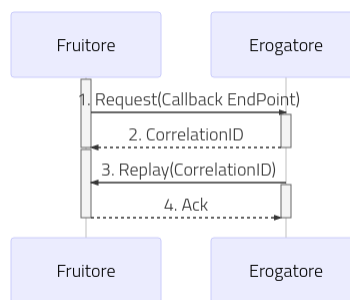 Fruitore
Erogatore
1. Request(Callback EndPoint)
2. CorrelationID
3. Replay(CorrelationID)
4. Ack
Fruitore
Erogatore